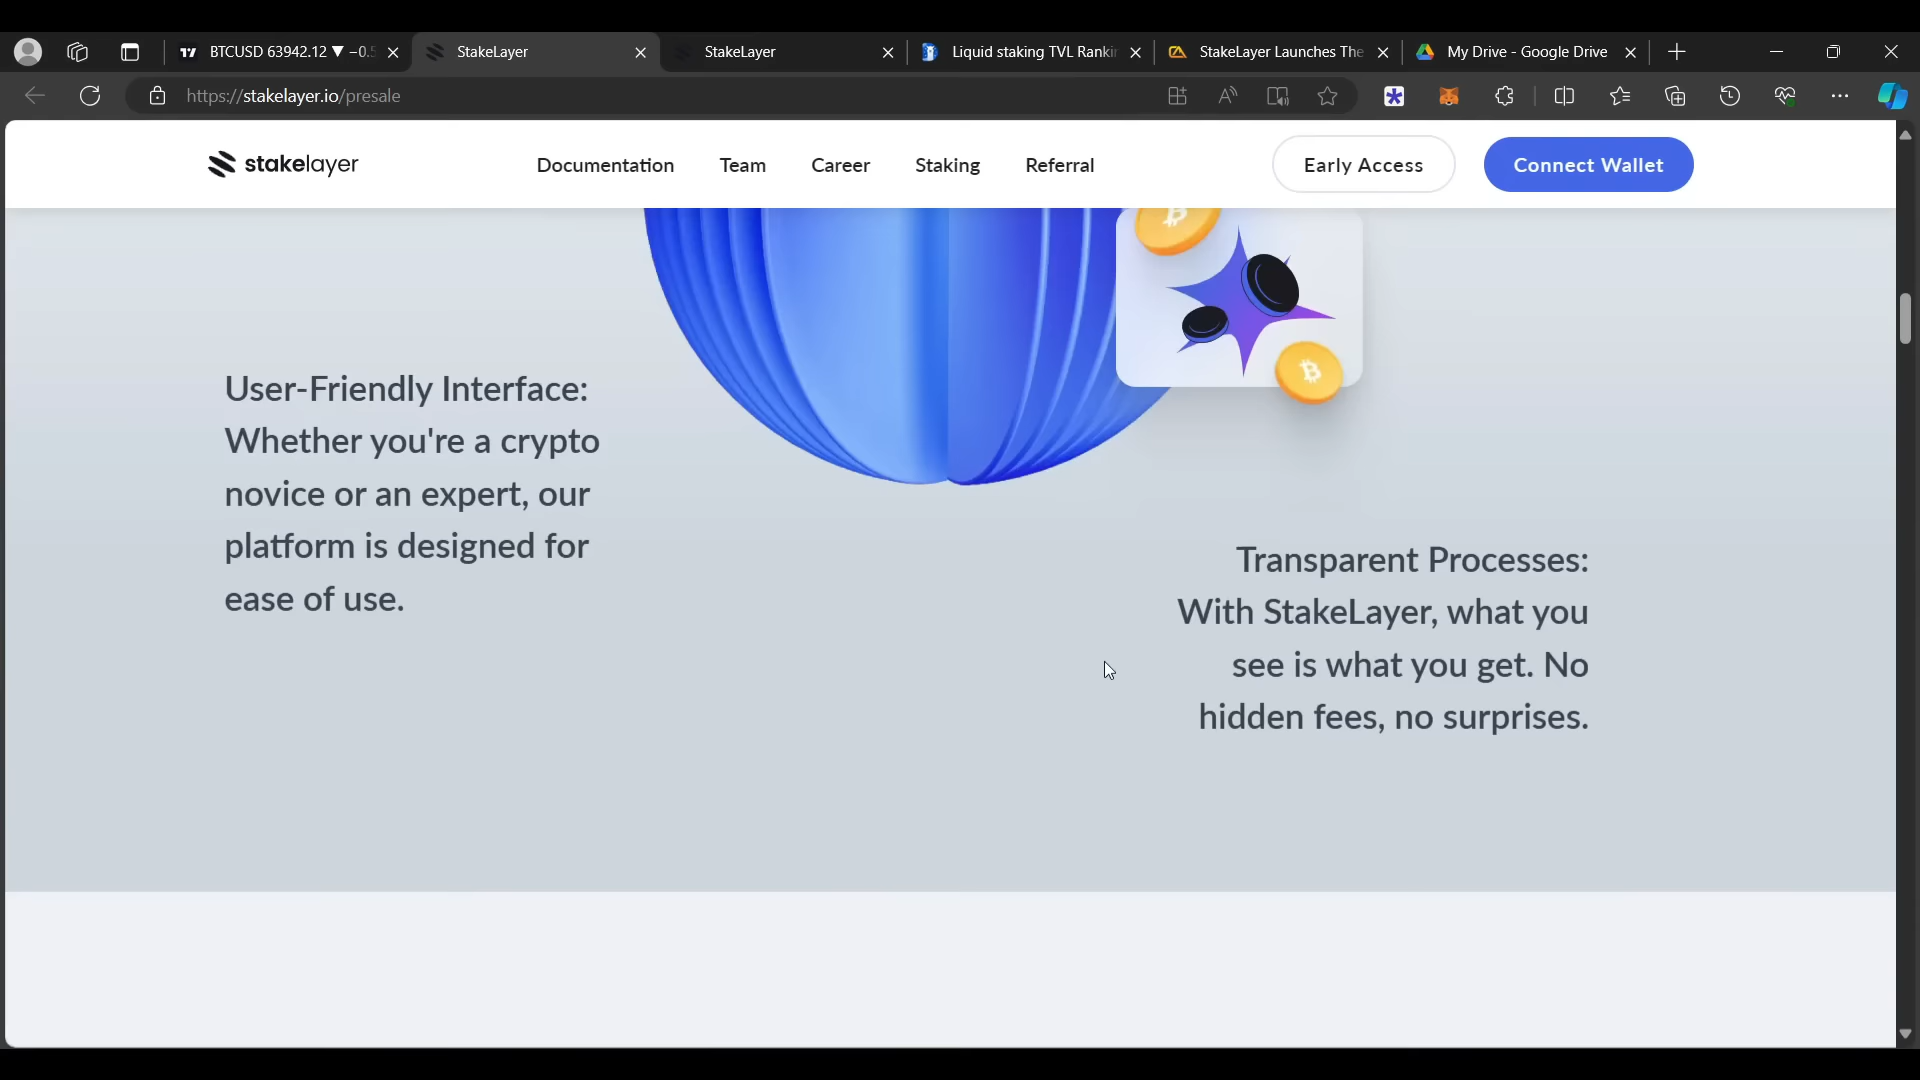 BTCUSD 63942.12 ▼ −0.5
StakeLayer
StakeLayer
Liquid staking TVL Rankin
StakeLayer Launches The
My Drive - Google Drive
https://stakelayer.io/presale
stakelayer
Documentation
Team
Career
Staking
Referral
Early Access
Connect Wallet
User-Friendly Interface:
Whether you're a crypto
novice or an expert, our
platform is designed for
ease of use.
Transparent Processes:
With StakeLayer, what you
see is what you get. No
hidden fees, no surprises.